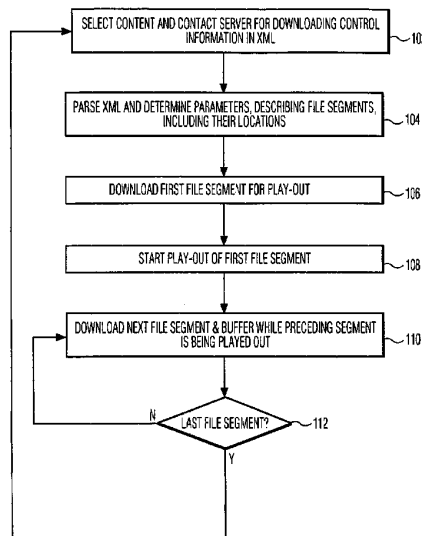 SELECT CONTENT AND CONTACT SERVER FOR DOWNLOADING CONTROL
INFORMATION IN XML
PARSE XML AND DETERMINE PARAMETERS, DESCRIBING FILE SEGMENTS,
INCLUDING THEIR LOCATIONS
104
DOWNLOAD FIRST FILE SEGMENT FOR PLAY-OUT
106
START PLAY-OUT OF FIRST FILE SEGMENT
108
DOWNLOAD NEXT FILE SEGMENT & BUFFER WHILE PRECEDING SEGMENT
IS BEING PLAYED OUT
110
N
LAST FILE SEGMENT?
112
Y